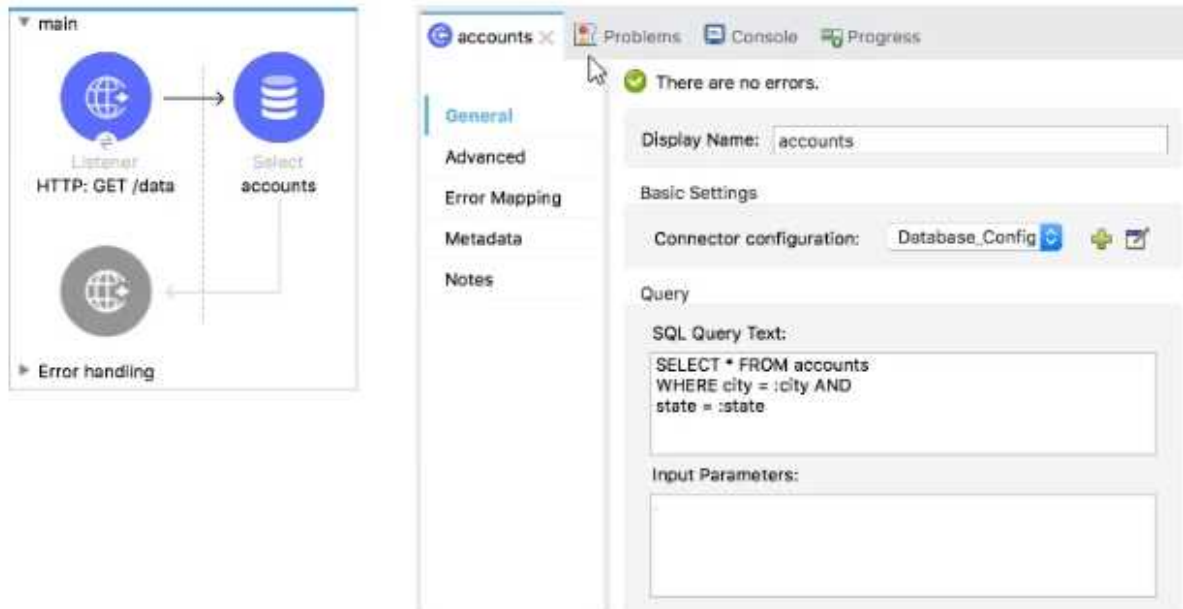 main
Listener
HTTP: GET /data
Select
accounts
Error handling
accounts
Problems
Console
Progress
There are no errors.
General
Advanced
Error Mapping
Metadata
Notes
Display Name: accounts
Basic Settings
Connector configuration: Database_Config
Query
SQL Query Text:
SELECT * FROM accounts
WHERE city = :city AND
state = :state
Input Parameters: